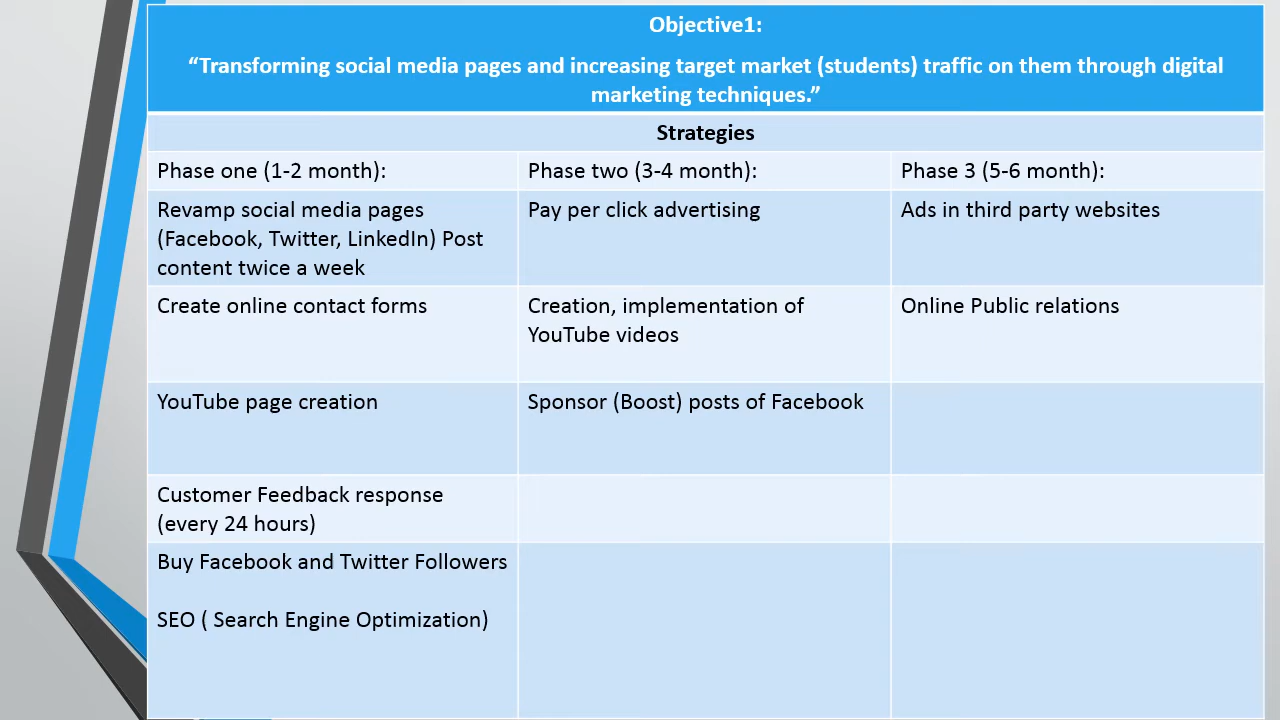 Objective1:
“Transforming social media pages and increasing target market (students) traffic on them through digital
marketing techniques.”
Strategies
Phase one (1-2 month):
Phase two (3-4 month):
Phase 3 (5-6 month):
Revamp social media pages
(Facebook, Twitter, LinkedIn) Post
content twice a week
Pay per click advertising
Ads in third party websites
Create online contact forms
Creation, implementation of
YouTube videos
Online Public relations
YouTube page creation
Sponsor (Boost) posts of Facebook
Customer Feedback response
(every 24 hours)
Buy Facebook and Twitter Followers
SEO ( Search Engine Optimization)